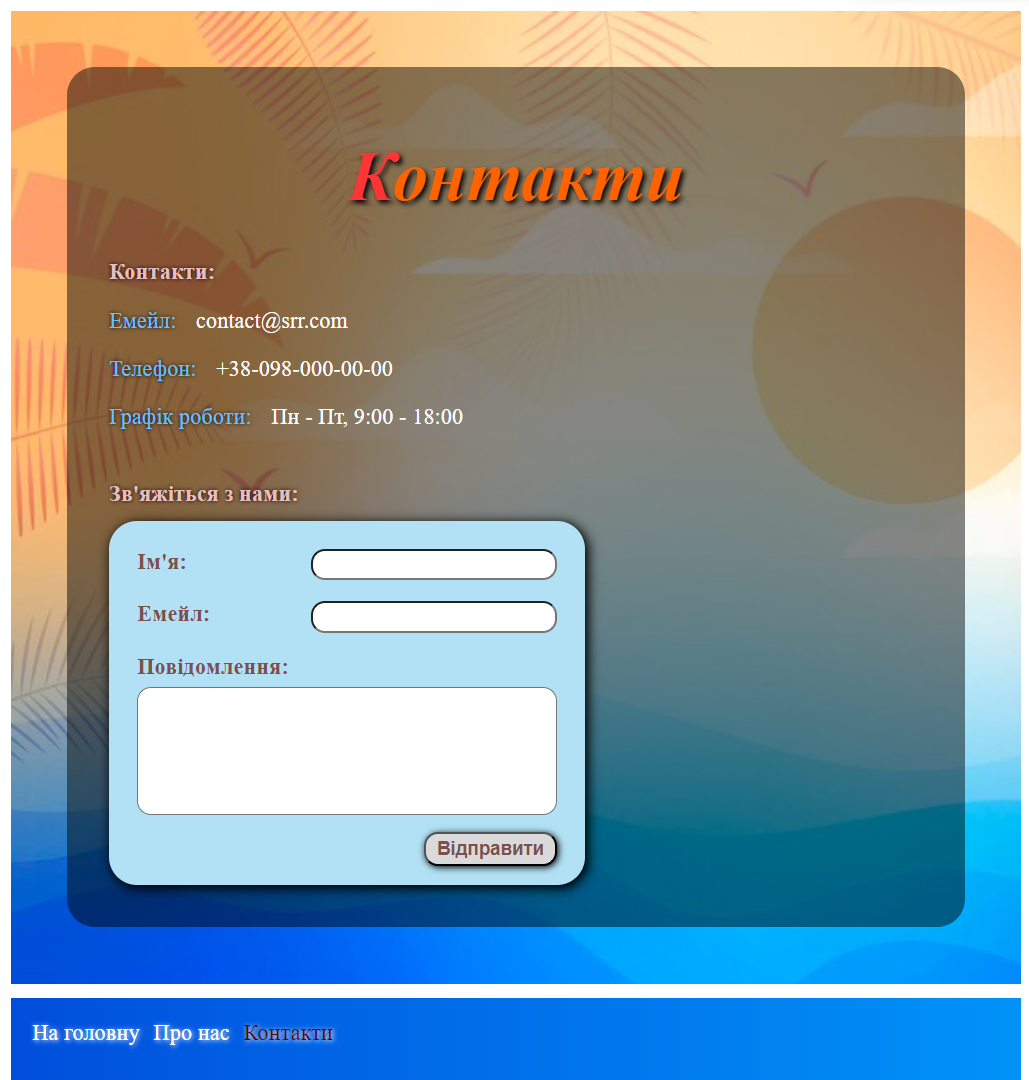 Контакти
Контакти:
Емейл: contact@srr.com
Телефон: +38-098-000-00-00
Графік роботи: Пн - Пт, 9:00 - 18:00
Зв'яжіться з нами:
Ім'я:
Емейл:
Повідомлення:
Відправити
На головну Про нас Контакти